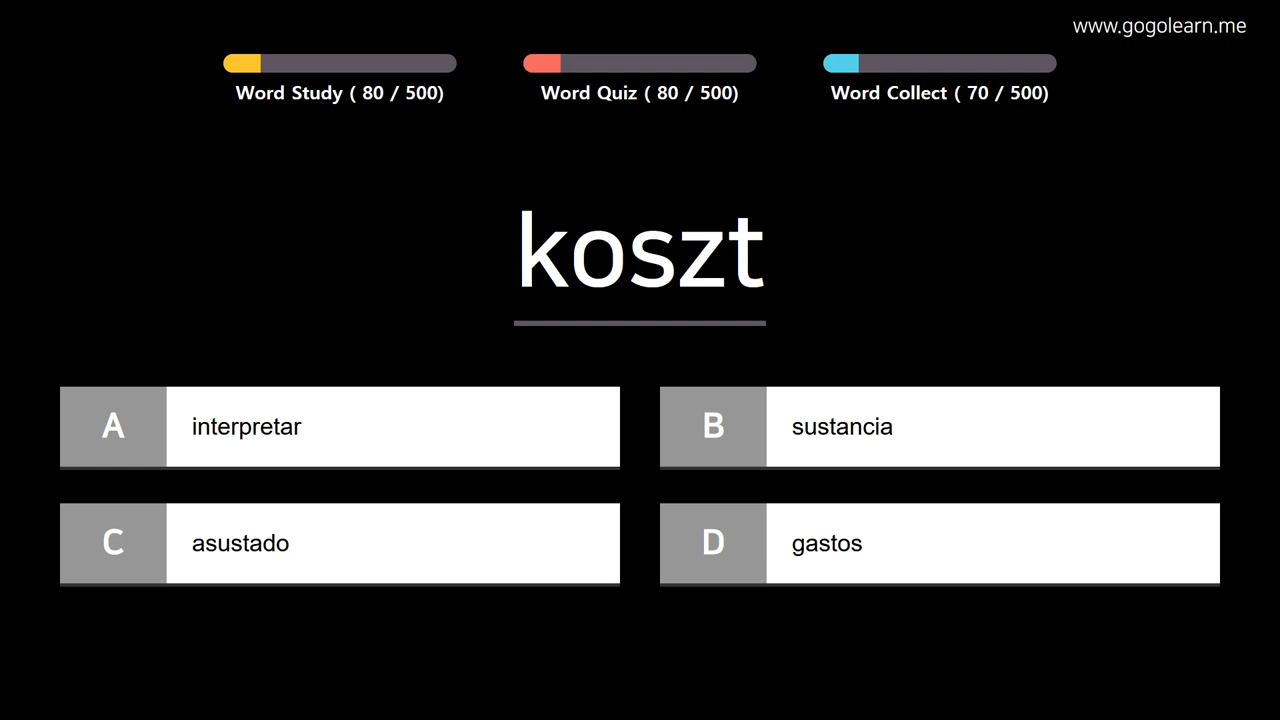 www.gogolearn.me
Word Study ( 80 / 500)
Word Quiz ( 80 / 500)
Word Collect ( 70 / 500)
koszt
A interpretar
B sustancia
C asustado
D gastos